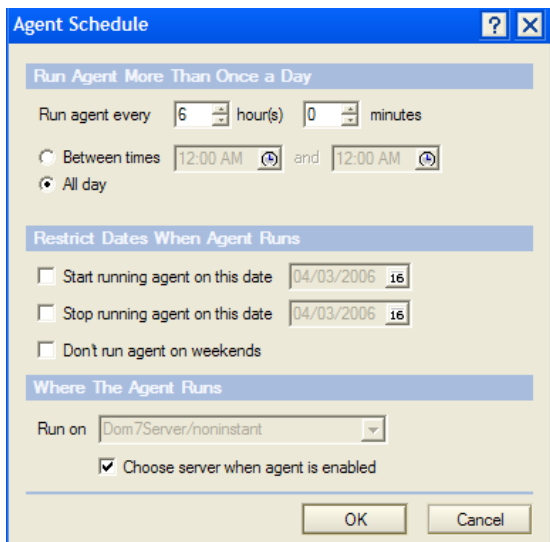 Agent Schedule
Run Agent More Than Once a Day
Run agent every 6 hour(s) 0 minutes
Between times 12:00 AM and 12:00 AM
All day
Restrict Dates When Agent Runs
Start running agent on this date 04/03/2006 16
Stop running agent on this date 04/03/2006 16
Don't run agent on weekends
Where The Agent Runs
Run on Dom7Server/noninstant
Choose server when agent is enabled
OK Cancel